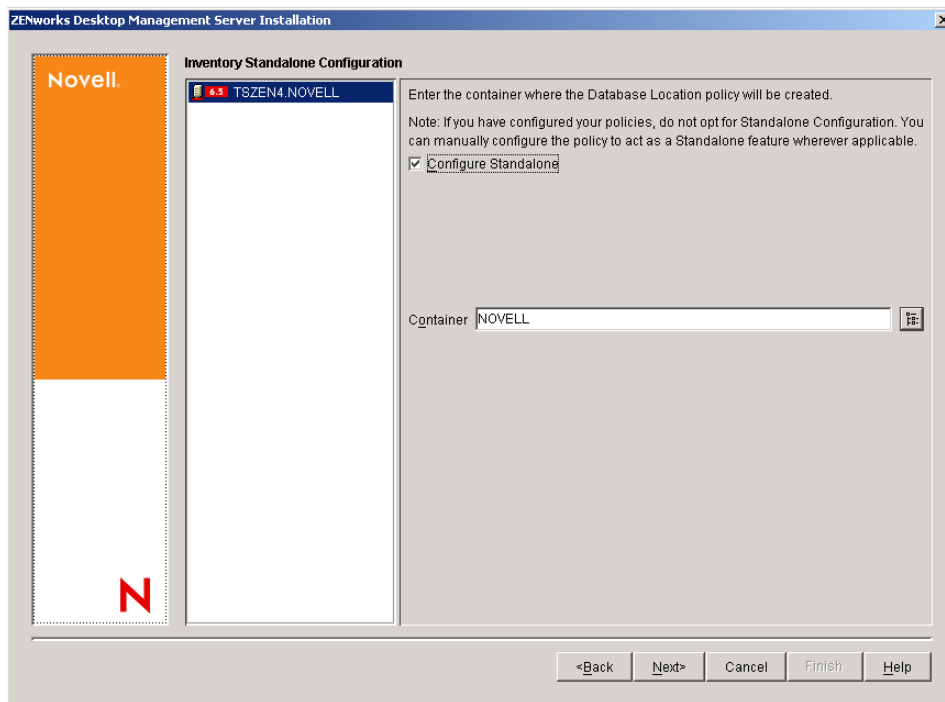 ZENworks Desktop Management Server Installation
Novell.
Inventory Standalone Configuration
6.5 TSZEN4.NOVELL
Enter the container where the Database Location policy will be created.
Note: If you have configured your policies, do not opt for Standalone Configuration. You
can manually configure the policy to act as a Standalone feature wherever applicable.
Configure Standalone
Container NOVELL
N
<Back Next> Cancel Finish Help